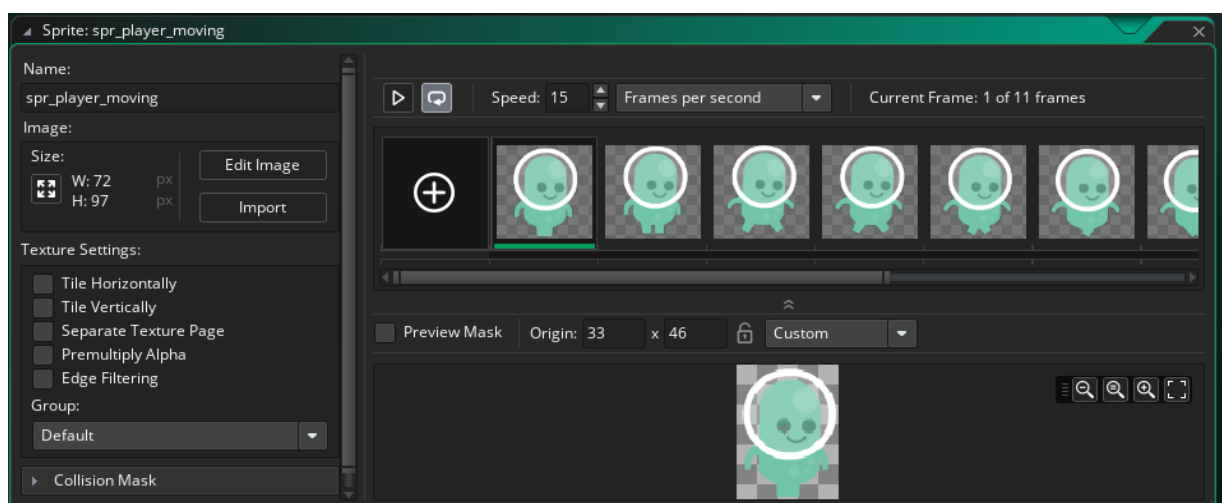 Sprite: spr_player_moving
Name:
spr_player_moving
Image:
Size:
W: 72 px
H: 97 px
Edit Image
Import
Texture Settings:
Tile Horizontally
Tile Vertically
Separate Texture Page
Premultiply Alpha
Edge Filtering
Group:
Default
Collision Mask
Speed: 15 Frames per second Current Frame: 1 of 11 frames
Preview Mask Origin: 33 x 46 Custom